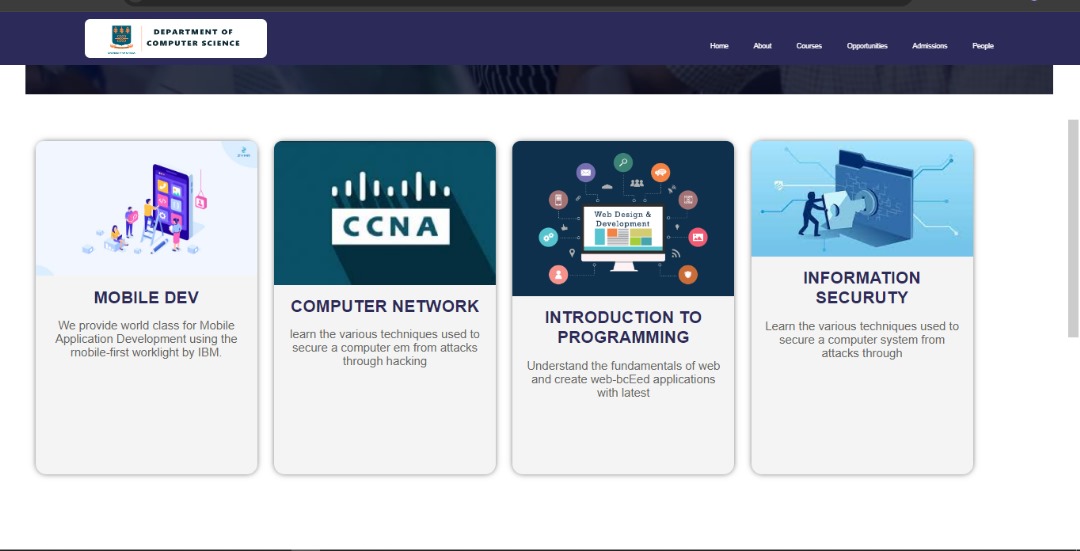 DEPARTMENT OF
COMPUTER SCIENCE
Home About Courses Opportunities Admissions People
CCNA
Web Design &
Development
MOBILE DEV
We provide world class for Mobile
Application Development using the
mobile-first worklight by IBM.
COMPUTER NETWORK
learn the various techniques used to
secure a computer em from attacks
through hacking
INTRODUCTION TO
PROGRAMMING
Understand the fundamentals of web
and create web-bcEed applications
with latest
INFORMATION
SECURUTY
Learn the various techniques used to
secure a computer system from
attacks through